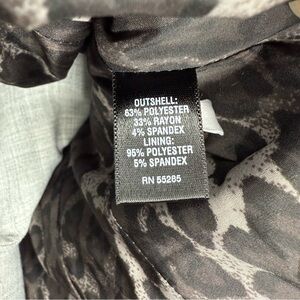 OUTSHELL:
63% POLYESTER
33% RAYON
4% SPANDEX
LINING:
95% POLYESTER
5% SPANDEX
RN 55285